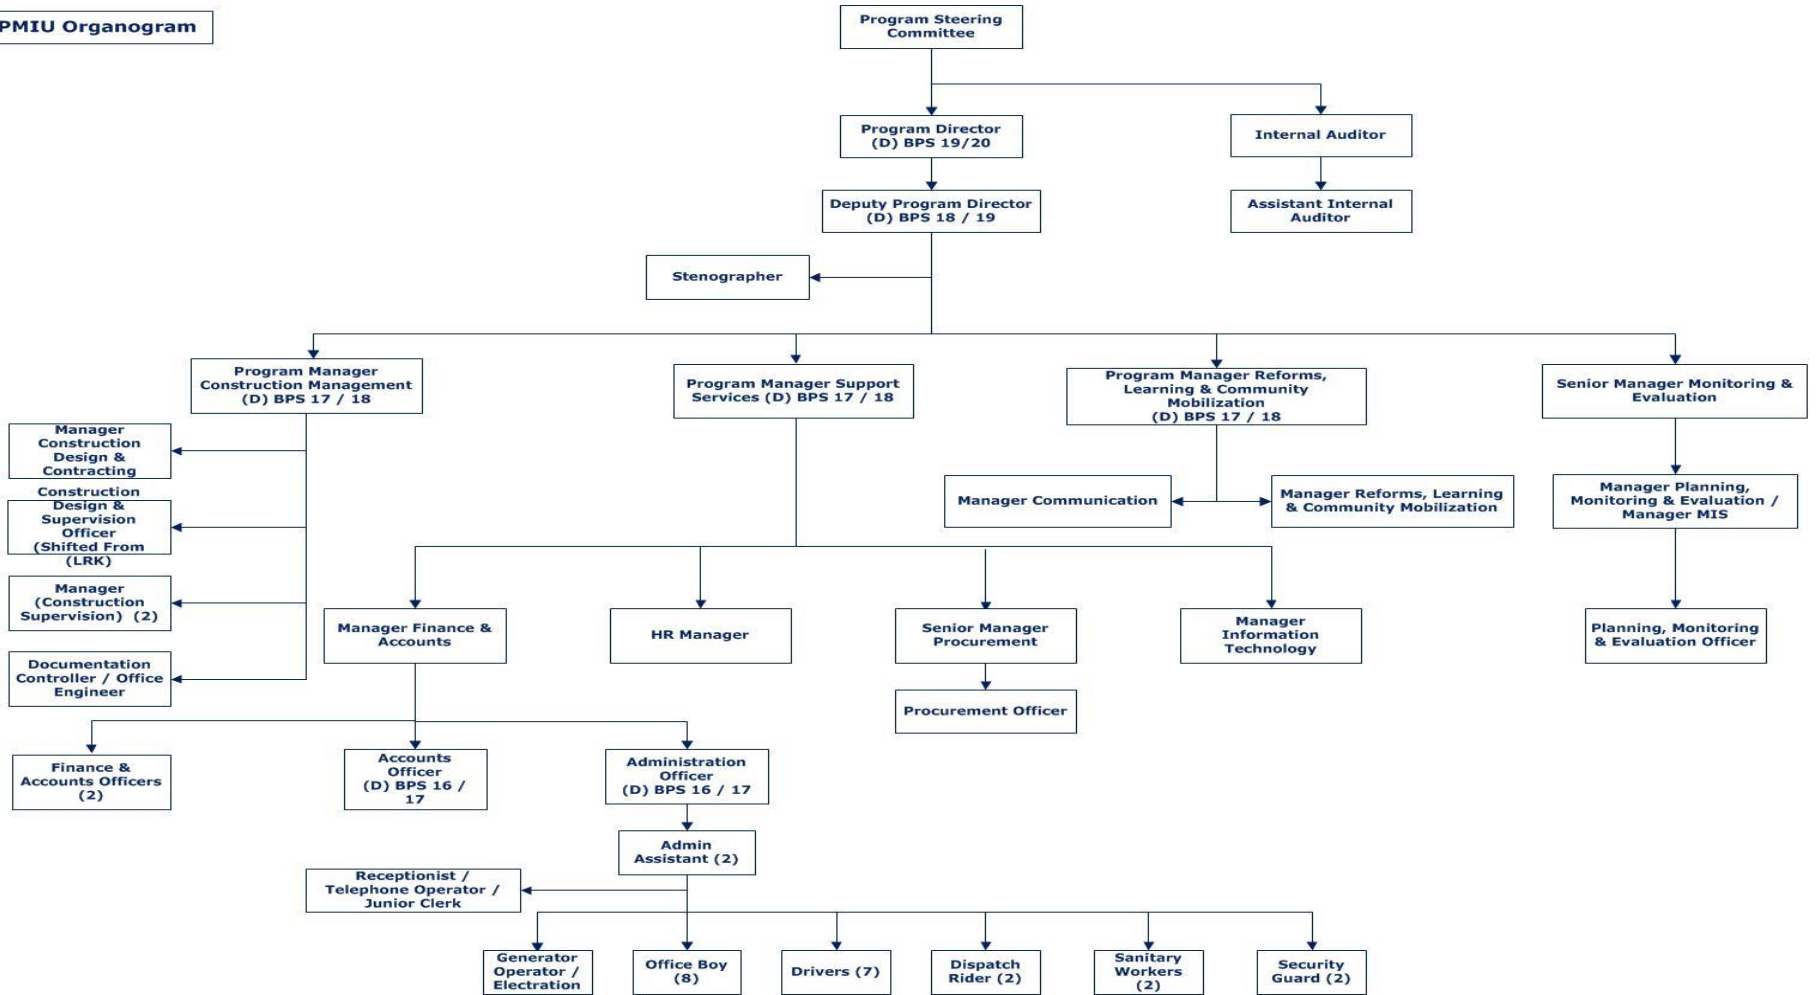 PMIU Organogram
Program Steering
Committee
Program Director
(D) BPS 19/20
Internal Auditor
Deputy Program Director
(D) BPS 18 / 19
Assistant Internal
Auditor
Stenographer
Program Manager
Construction Management
(D) BPS 17 / 18
Program Manager Support
Services (D) BPS 17 / 18
Program Manager Reforms,
Learning & Community
Mobilization
(D) BPS 17 / 18
Senior Manager Monitoring &
Evaluation
Manager
Construction
Design &
Contracting
Construction
Design &
Supervision
Officer
(Shifted From
(LRK)
Manager
(Construction
Supervision) (2)
Documentation
Controller / Office
Engineer
Manager Communication
Manager Reforms, Learning
& Community Mobilization
Manager Planning,
Monitoring & Evaluation /
Manager MIS
Manager Finance &
Accounts
HR Manager
Senior Manager
Procurement
Manager
Information
Technology
Planning, Monitoring
& Evaluation Officer
Procurement Officer
Finance &
Accounts Officers
(2)
Accounts
Officer
(D) BPS 16 /
17
Administration
Officer
(D) BPS 16 / 17
Admin
Assistant (2)
Receptionist /
Telephone Operator /
Junior Clerk
Generator
Operator /
Electration
Office Boy
(8)
Drivers (7)
Dispatch
Rider (2)
Sanitary
Workers
(2)
Security
Guard (2)